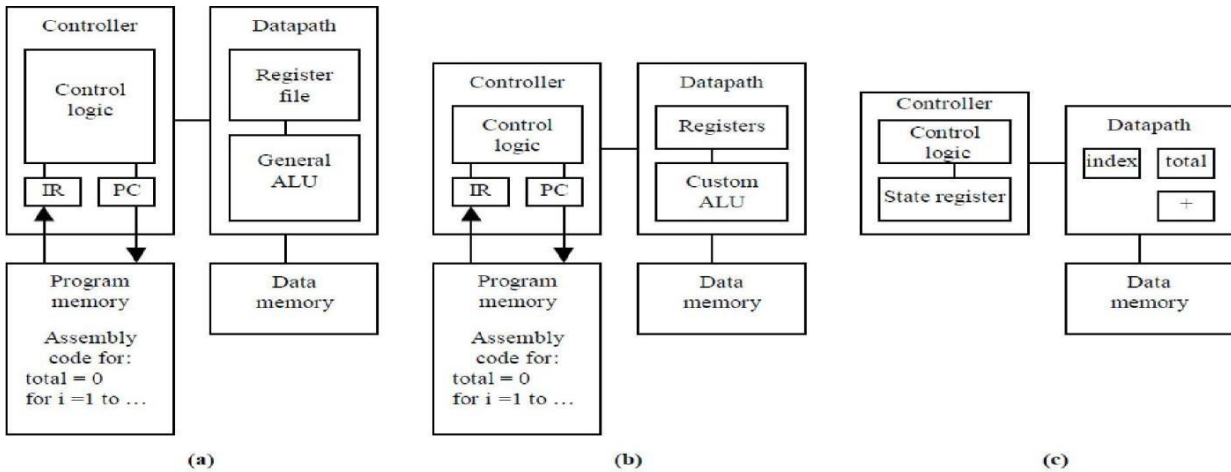 Controller
Control
logic
IR
PC
Datapath
Register
file
General
ALU
Program
memory
Assembly
code for:
total = 0
for i =1 to …
Data
memory
(a)
Controller
Control
logic
IR
PC
Datapath
Registers
Custom
ALU
Program
memory
Assembly
code for:
total = 0
for i =1 to …
Data
memory
(b)
Controller
Control
logic
State register
Datapath
index
total
+
Data
memory
(c)